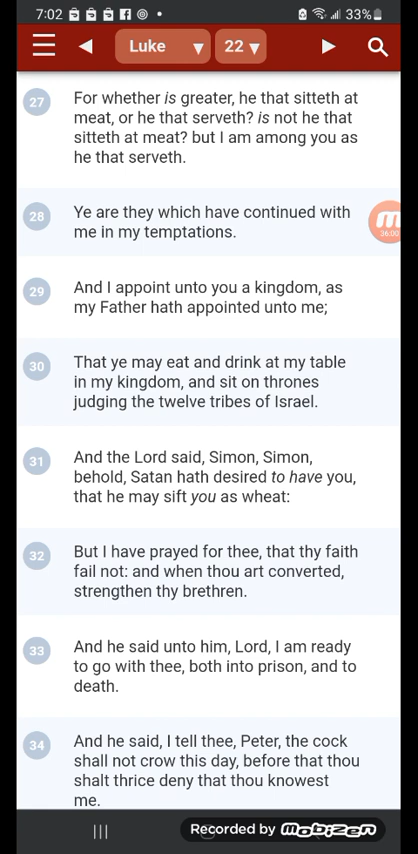 7:02 33%
Luke 22
27 For whether is greater, he that sitteth at
meat, or he that serveth? is not he that
sitteth at meat? but I am among you as
he that serveth.
28 Ye are they which have continued with
me in my temptations.
36:00
29 And I appoint unto you a kingdom, as
my Father hath appointed unto me;
30 That ye may eat and drink at my table
in my kingdom, and sit on thrones
judging the twelve tribes of Israel.
31 And the Lord said, Simon, Simon,
behold, Satan hath desired to have you,
that he may sift you as wheat:
32 But I have prayed for thee, that thy faith
fail not: and when thou art converted,
strengthen thy brethren.
33 And he said unto him, Lord, I am ready
to go with thee, both into prison, and to
death.
34 And he said, I tell thee, Peter, the cock
shall not crow this day, before that thou
shalt thrice deny that thou knowest
me.
Recorded by mobizen